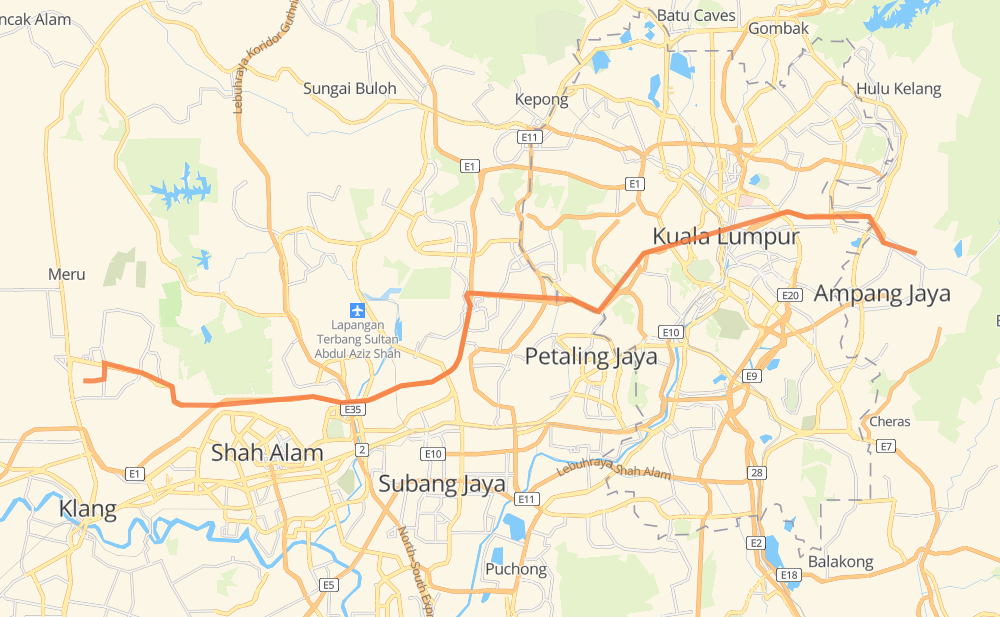 ncak Alam
Batu Caves
Gombak
Lebuhraya Koridor Guthri
Sungai Buloh
Kepong
Hulu Kelang
E11
E1
E1
Kuala Lumpur
Meru
Ampang Jaya
E20
Lapangan
Terbang Sultan
Abdul Aziz Shah
E10
Petaling Jaya
E9
E35
Cheras
Shah Alam
2
E10
E7
E1
Lebuhraya Shah Alam
28
Subang Jaya
E11
Klang
North-South Expr
E2
Puchong
Balakong
E5
E18